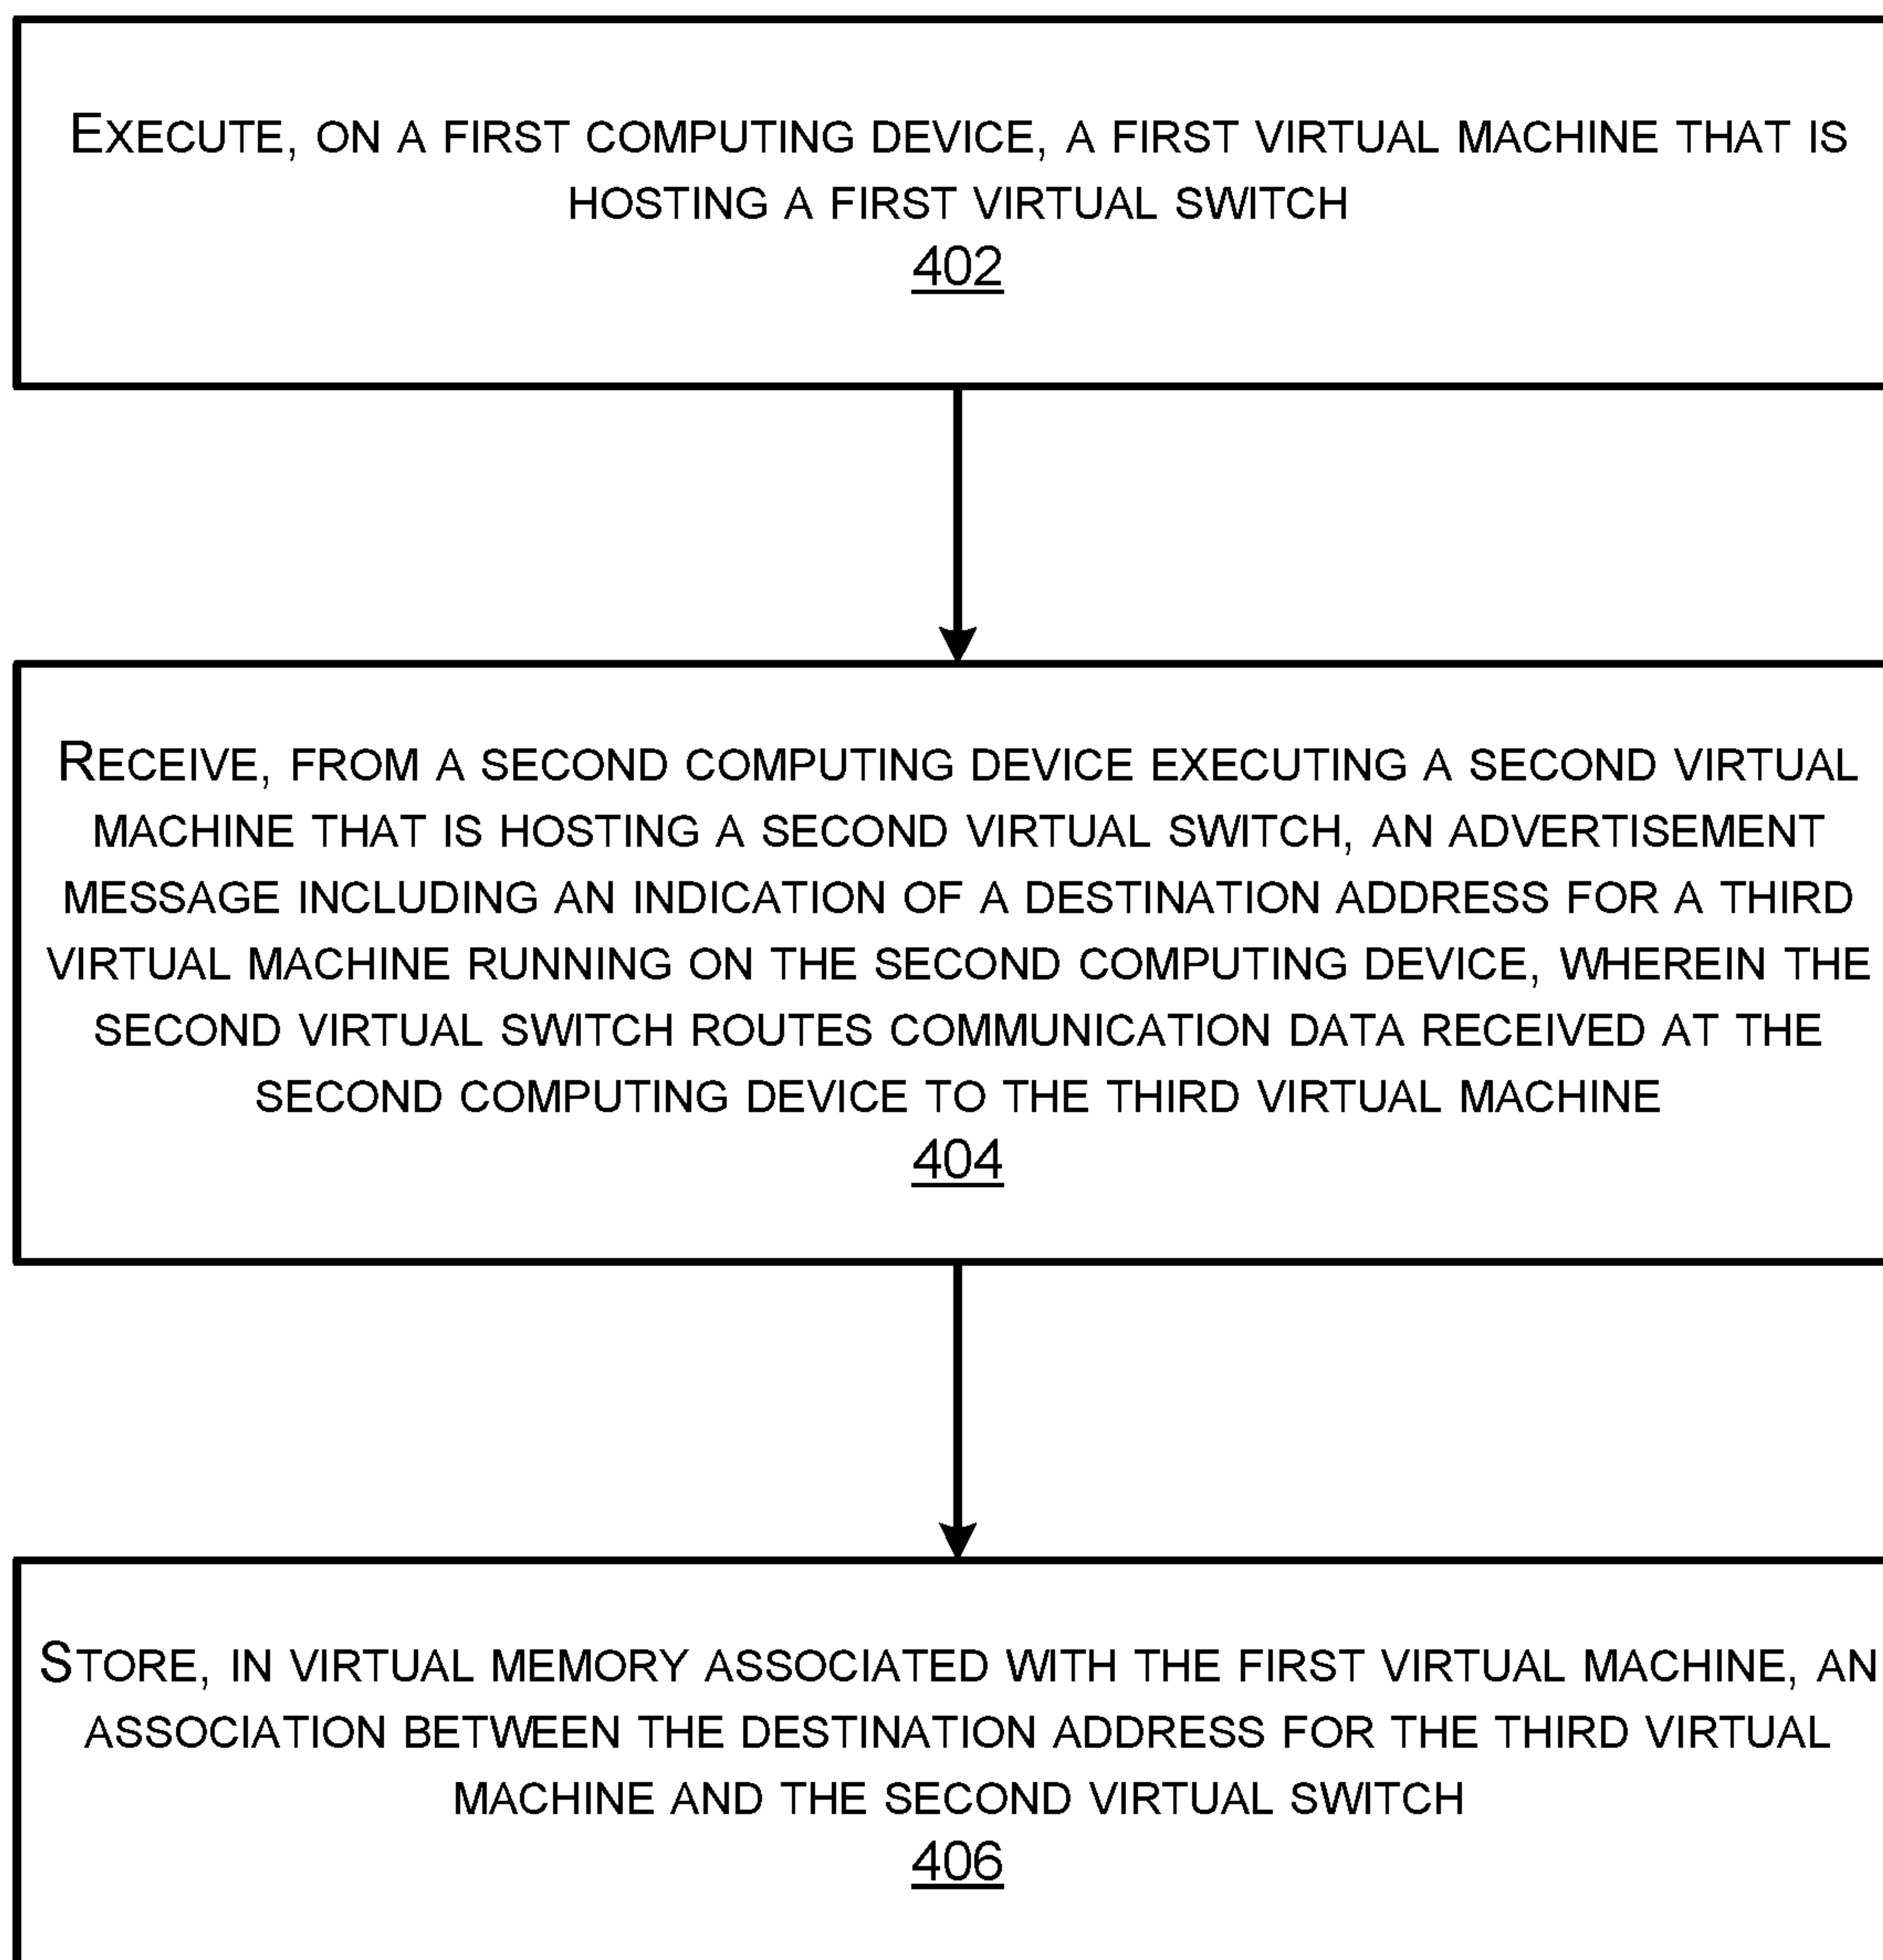 EXECUTE, ON A FIRST COMPUTING DEVICE, A FIRST VIRTUAL MACHINE THAT IS
HOSTING A FIRST VIRTUAL SWITCH
402
RECEIVE, FROM A SECOND COMPUTING DEVICE EXECUTING A SECOND VIRTUAL
MACHINE THAT IS HOSTING A SECOND VIRTUAL SWITCH, AN ADVERTISEMENT
MESSAGE INCLUDING AN INDICATION OF A DESTINATION ADDRESS FOR A THIRD
VIRTUAL MACHINE RUNNING ON THE SECOND COMPUTING DEVICE, WHEREIN THE
SECOND VIRTUAL SWITCH ROUTES COMMUNICATION DATA RECEIVED AT THE
SECOND COMPUTING DEVICE TO THE THIRD VIRTUAL MACHINE
404
STORE, IN VIRTUAL MEMORY ASSOCIATED WITH THE FIRST VIRTUAL MACHINE, AN
ASSOCIATION BETWEEN THE DESTINATION ADDRESS FOR THE THIRD VIRTUAL
MACHINE AND THE SECOND VIRTUAL SWITCH
406